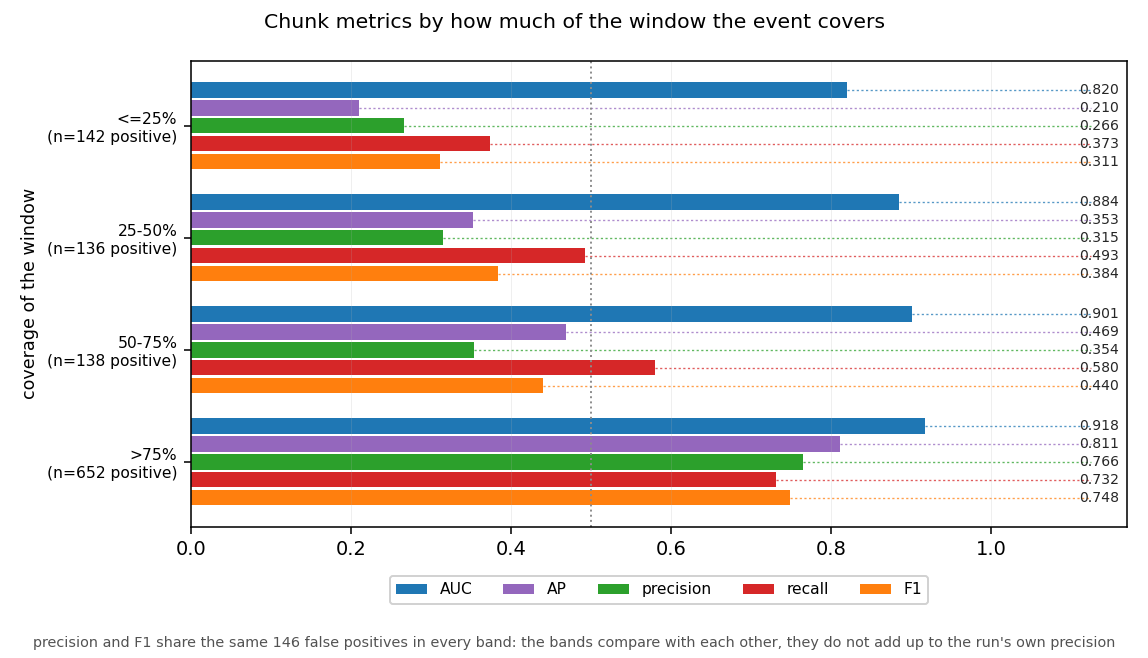 Chunk metrics by how much of the window the event covers
coverage of the window
<=25%
(n=142 positive)
0.820
0.210
0.266
0.373
0.311
25-50%
(n=136 positive)
0.884
0.353
0.315
0.493
0.384
50-75%
(n=138 positive)
0.901
0.469
0.354
0.580
0.440
>75%
(n=652 positive)
0.918
0.811
0.766
0.732
0.748
0.0 0.2 0.4 0.6 0.8 1.0
AUC AP precision recall F1
precision and F1 share the same 146 false positives in every band: the bands compare with each other, they do not add up to the run's own precision